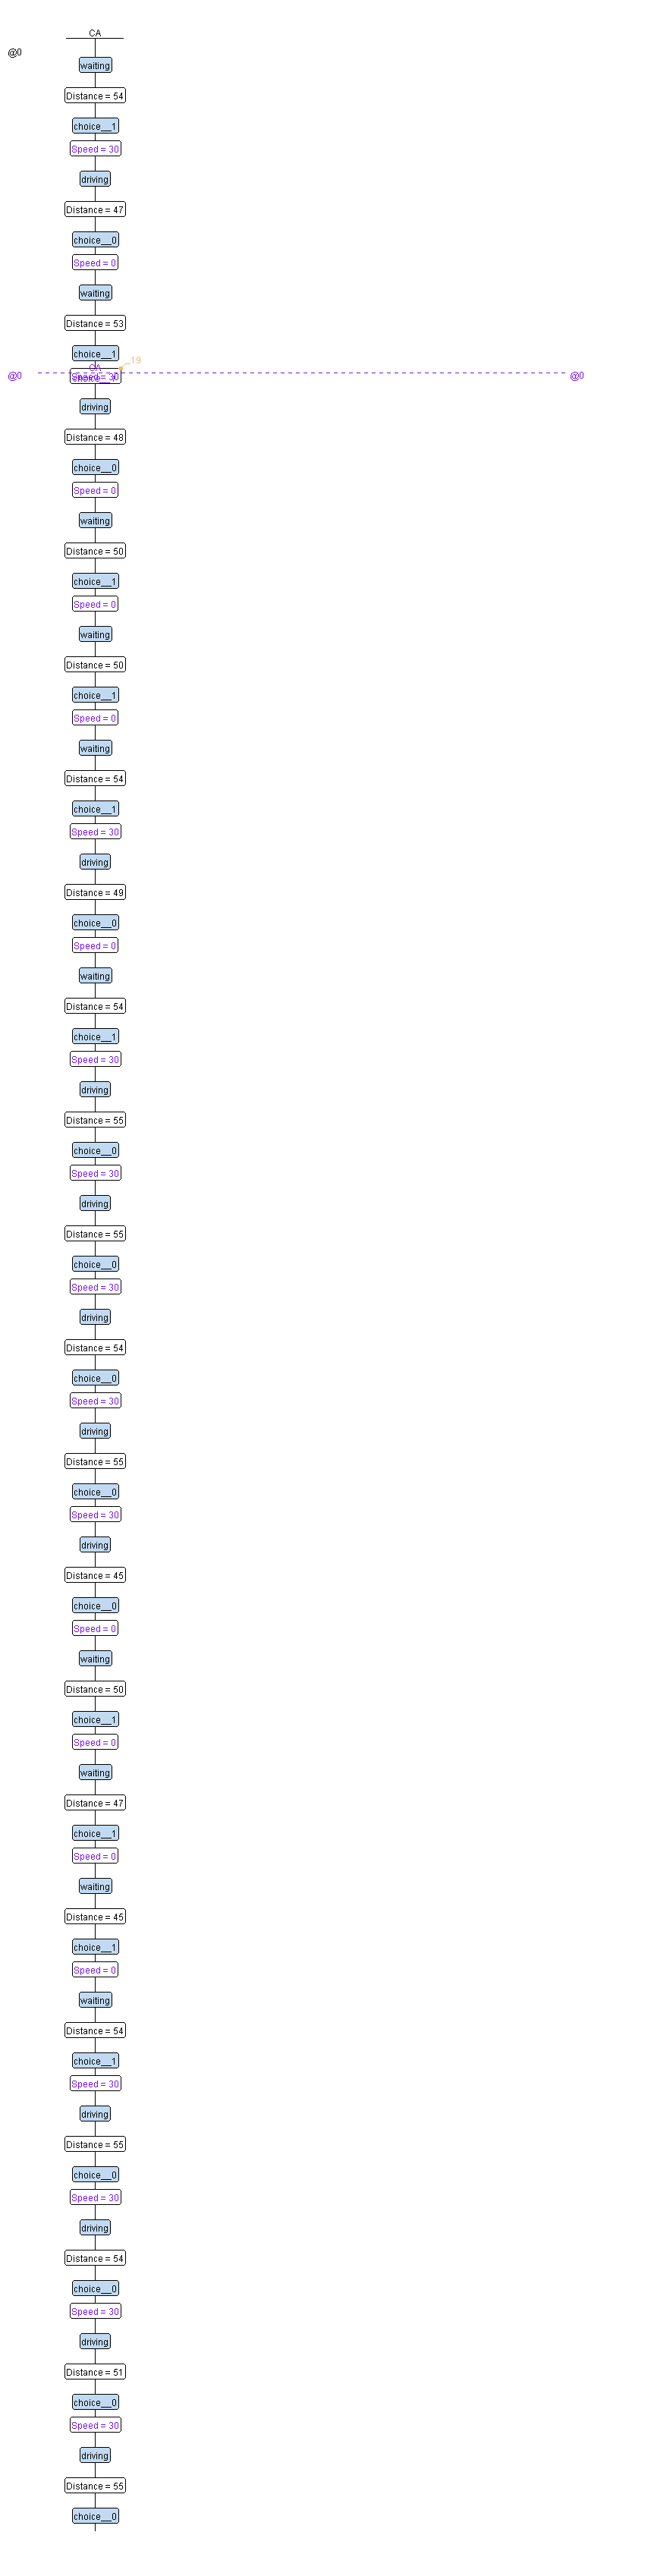 CA
@0
waiting
Distance = 54
choice__1
Speed = 30
driving
Distance = 47
choice__0
Speed = 0
waiting
Distance = 53
choice__1
_19
CA
@0
Speed = 30
@0
driving
Distance = 48
choice__0
Speed = 0
waiting
Distance = 50
choice__1
Speed = 0
waiting
Distance = 50
choice__1
Speed = 0
waiting
Distance = 54
choice__1
Speed = 30
driving
Distance = 49
choice__0
Speed = 0
waiting
Distance = 54
choice__1
Speed = 30
driving
Distance = 55
choice__0
Speed = 30
driving
Distance = 55
choice__0
Speed = 30
driving
Distance = 54
choice__0
Speed = 30
driving
Distance = 55
choice__0
Speed = 30
driving
Distance = 45
choice__0
Speed = 0
waiting
Distance = 50
choice__1
Speed = 0
waiting
Distance = 47
choice__1
Speed = 0
waiting
Distance = 45
choice__1
Speed = 0
waiting
Distance = 54
choice__1
Speed = 30
driving
Distance = 55
choice__0
Speed = 30
driving
Distance = 54
choice__0
Speed = 30
driving
Distance = 51
choice__0
Speed = 30
driving
Distance = 55
choice__0